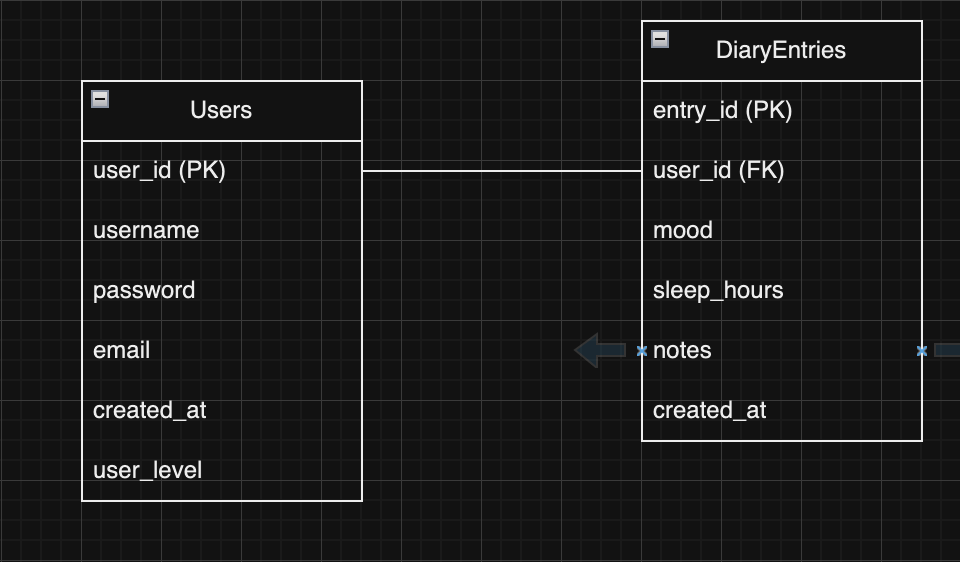 Users
user_id (PK)
username
password
email
created_at
user_level
DiaryEntries
entry_id (PK)
user_id (FK)
mood
sleep_hours
notes
created_at